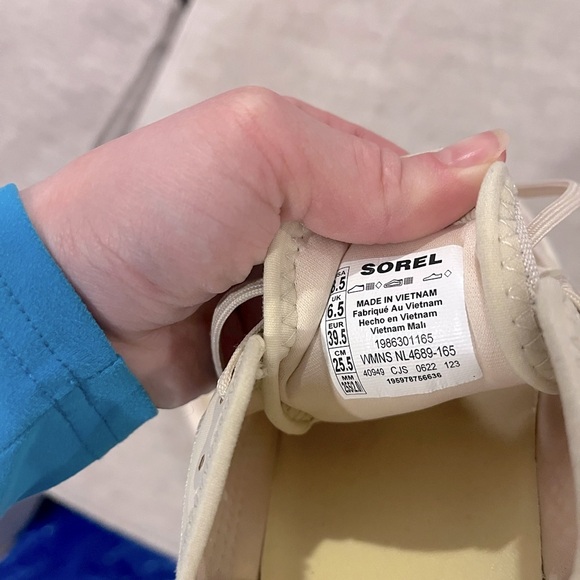 SOREL
MADE IN VIETNAM
Fabriqué Au Vietnam
Hecho en Vietnam
Vietnam Malı
1986301165
WMNS NL4689-165
40949 CJS 0622 123
195978756636
UK
6.5
EUR
39.5
CM
25.5
MM